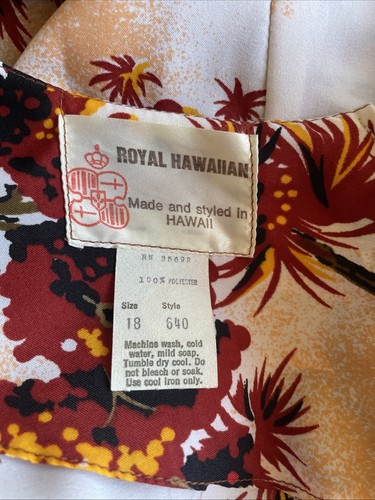 ROYAL HAWAIIAN
Made and styled in
HAWAII
RN 35692
100% POLYESTER
Size Style
18 640
Machine wash, cold
water, mild soap.
Tumble dry cool. Do
not bleach or soak.
Use cool iron only.